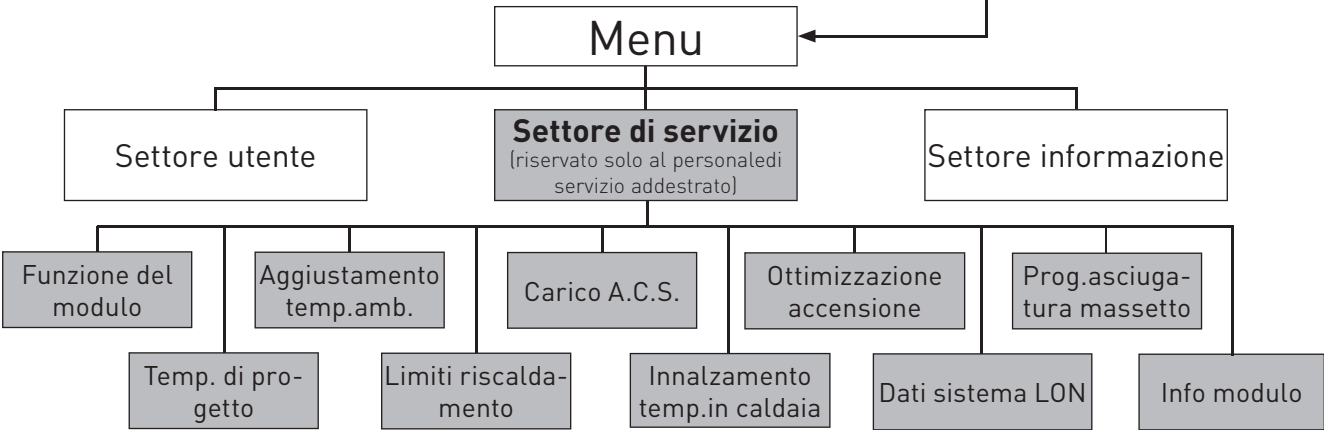 Menu
Settore utente
Settore di servizio
(riservato solo al personaledi
servizio addestrato)
Settore informazione
Funzione del
modulo
Aggiustamento
temp.amb.
Carico A.C.S.
Ottimizzazione
accensione
Prog.asciuga-
tura massetto
Temp. di pro-
getto
Limiti riscalda-
mento
Innalzamento
temp.in caldaia
Dati sistema LON
Info modulo